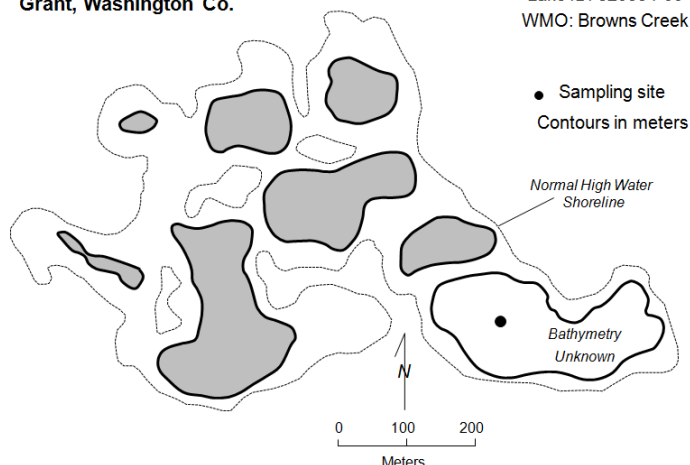 Grant, Washington Co.
WMO: Browns Creek
Sampling site
Contours in meters
Normal High Water
Shoreline
Bathymetry
Unknown
N
0 100 200
Meters